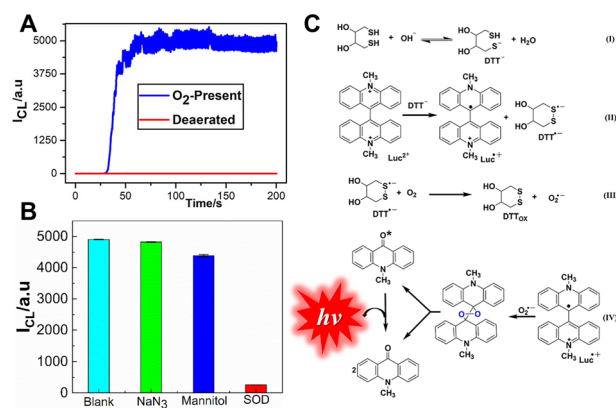 A
I_CL/a.u
5000
3750
2500
1250
0
O2-Present
Deaerated
0
50
100
150
200
Time/s
B
I_CL/a.u
5000
4000
3000
2000
1000
0
Blank
NaN3
Mannitol
SOD
C
HO
SH
HO
SH
+ OH−
HO
SH
HO
S−
+ H2O
(I)
DTT−
CH3
N+
N+
CH3
Luc2+
DTT−
CH3
N
N+
CH3
Luc•+
+
HO
S•−
HO
S
DTT•−
(II)
HO
S•−
HO
S
DTT•−
+ O2
HO
S
HO
S
DTTOX
+ O2•−
(III)
O*
N
CH3
hν
O
2
N
CH3
CH3
N
O
O
N
CH3
O2•−
CH3
N
N+
CH3
Luc•+
(IV)